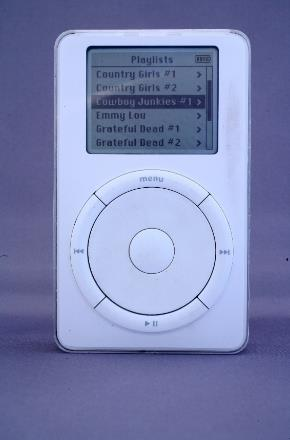 Playlists
Country Girls #1
Country Girls #2
Cowboy Junkies #1
Emmy Lou
Grateful Dead #1
Grateful Dead #2
menu